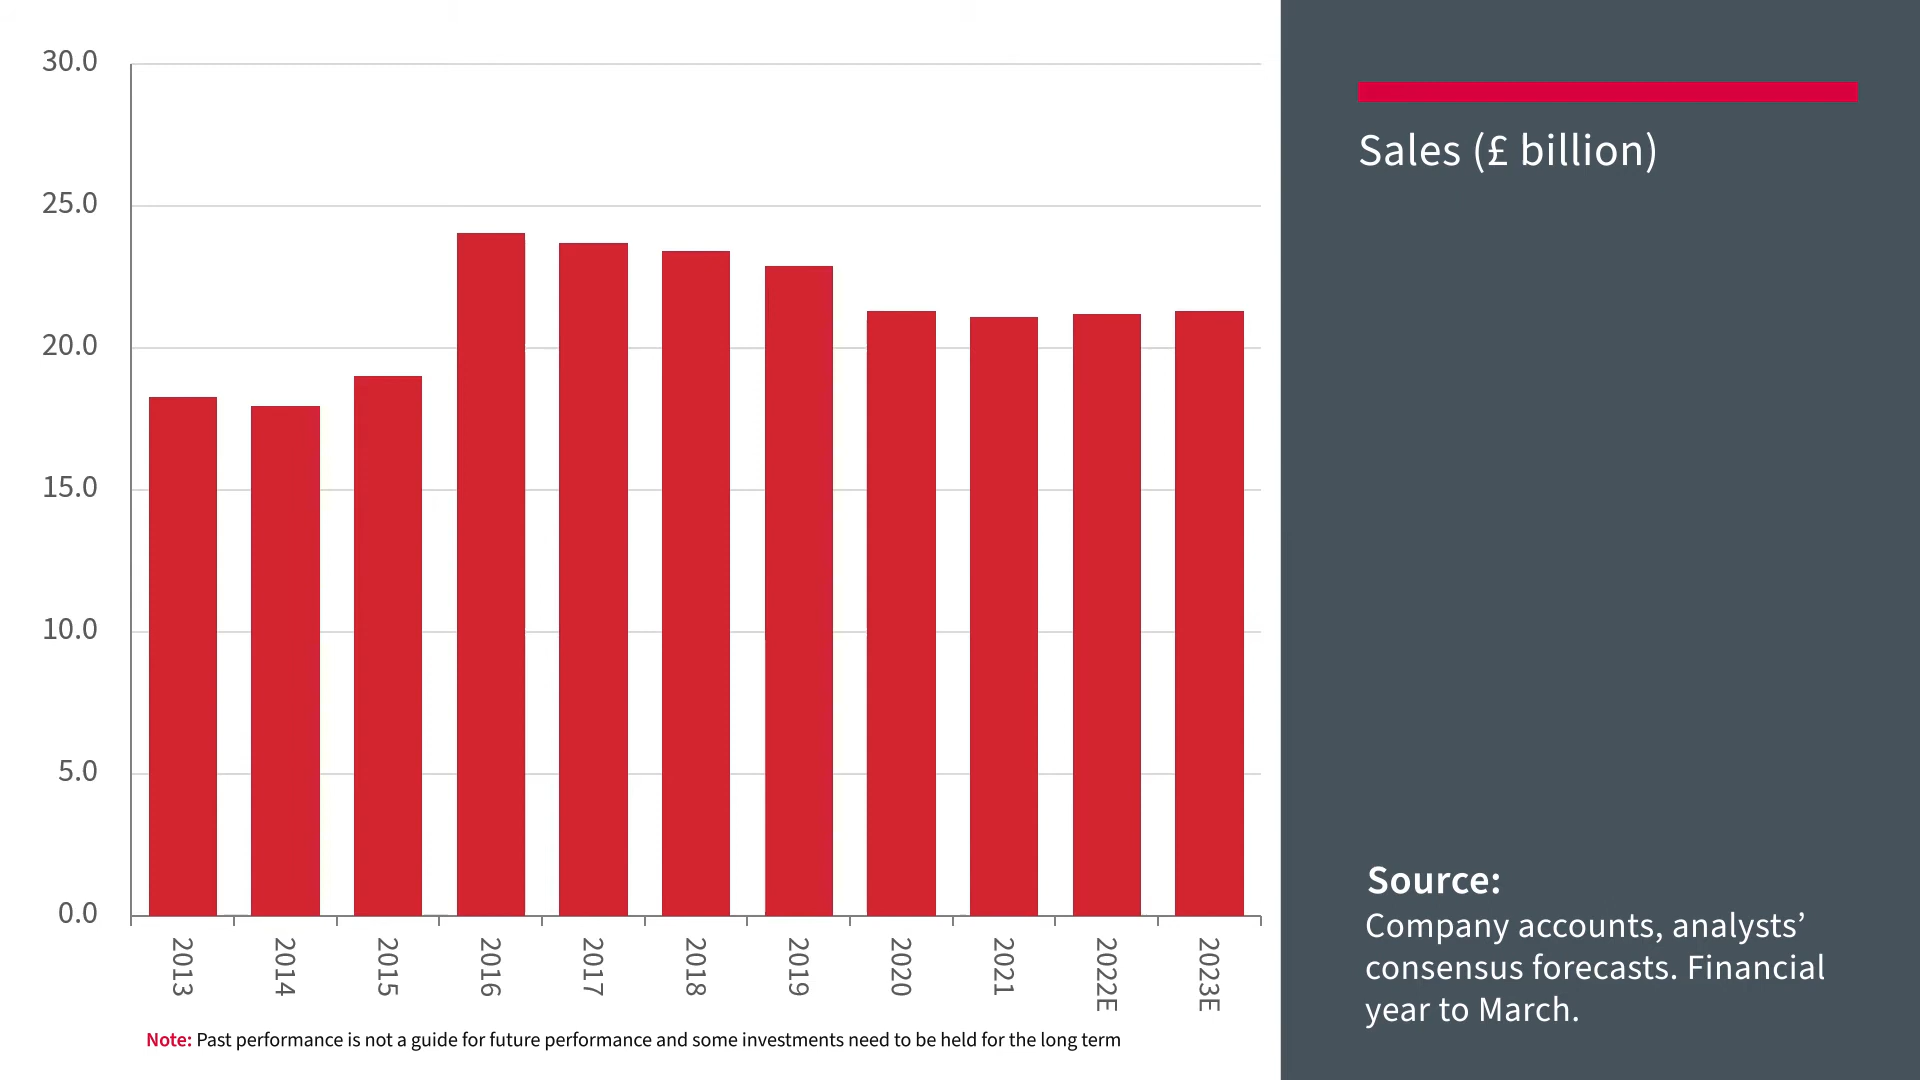 30.0
25.0
20.0
15.0
10.0
5.0
0.0
2013
2014
2015
2016
2017
2018
2019
2020
2021
2022E
2023E
Note: Past performance is not a guide for future performance and some investments need to be held for the long term
Sales (£ billion)
Source:
Company accounts, analysts’
consensus forecasts. Financial
year to March.